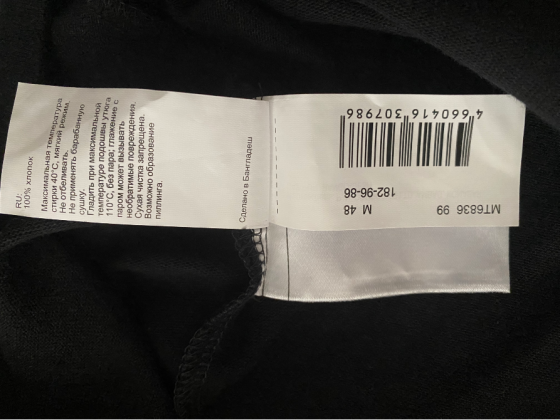 RU:
100% хлопок
Максимальная температура
стирки 40°C, мягкий режим.
Не отбеливать.
Не применять барабанную
сушку.
Гладить при максимальной
температуре подошвы утюга
110°C, без пара; глажение с
паром может вызывать
необратимые повреждения.
Сухая чистка запрещена.
Возможно образование
пиллинга.
Сделано в Бангладеш
MT6836 99
M 48
182-96-86
4 660416 307986